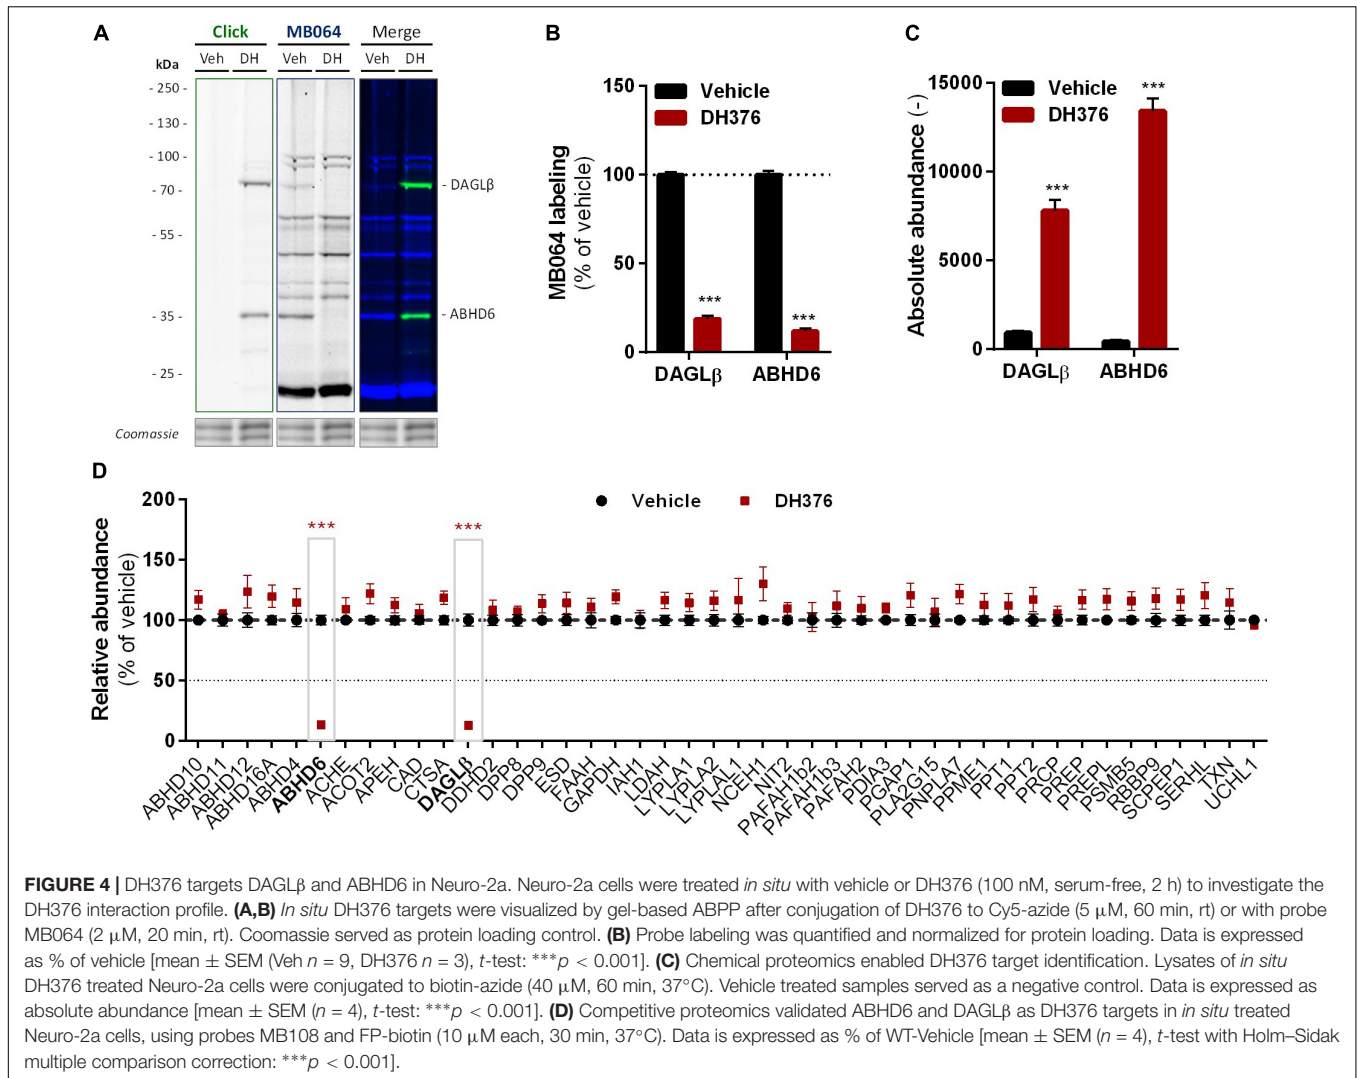 A
Click MB064 Merge
Veh DH Veh DH Veh DH
kDa
- 250 -
- 130 -
- 100 -
- 70 -
- 55 -
- 35 -
- 25 -
- DAGLβ
- ABHD6
Coomassie
B
MB064 labeling
(% of vehicle)
150
100
50
0
Vehicle
DH376
***
***
DAGLβ ABHD6
C
Absolute abundance (-)
15000
10000
5000
0
Vehicle
DH376
***
***
DAGLβ ABHD6
D
Relative abundance
(% of vehicle)
200
150
100
50
0
Vehicle DH376
***
***
ABHD10
ABHD11
ABHD12
ABHD16A
ABHD4
ABHD6
ACHE
ACOT2
APEH
CAD
CTSA
DAGLβ
DDHD2
DPP8
DPP9
ESD
FAAH
GAPDH
IAH1
LDAH
LYPLA1
LYPLA2
LYPLAL1
NCEH1
NIT2
PAFAH1b2
PAFAH1b3
PAFAH2
PDIA3
PGAP1
PLA2G15
PNPLA7
PPME1
PPT1
PPT2
PRCP
PREP
PREPL
PSMB5
RBBP9
SCPEP1
SERHL
TXN
UCHL1
FIGURE 4 | DH376 targets DAGLβ and ABHD6 in Neuro-2a. Neuro-2a cells were treated in situ with vehicle or DH376 (100 nM, serum-free, 2 h) to investigate the
DH376 interaction profile. (A,B) In situ DH376 targets were visualized by gel-based ABPP after conjugation of DH376 to Cy5-azide (5 μM, 60 min, rt) or with probe
MB064 (2 μM, 20 min, rt). Coomassie served as protein loading control. (B) Probe labeling was quantified and normalized for protein loading. Data is expressed
as % of vehicle [mean ± SEM (Veh n = 9, DH376 n = 3), t-test: ***p < 0.001]. (C) Chemical proteomics enabled DH376 target identification. Lysates of in situ
DH376 treated Neuro-2a cells were conjugated to biotin-azide (40 μM, 60 min, 37°C). Vehicle treated samples served as a negative control. Data is expressed as
absolute abundance [mean ± SEM (n = 4), t-test: ***p < 0.001]. (D) Competitive proteomics validated ABHD6 and DAGLβ as DH376 targets in in situ treated
Neuro-2a cells, using probes MB108 and FP-biotin (10 μM each, 30 min, 37°C). Data is expressed as % of WT-Vehicle [mean ± SEM (n = 4), t-test with Holm–Sidak
multiple comparison correction: ***p < 0.001].